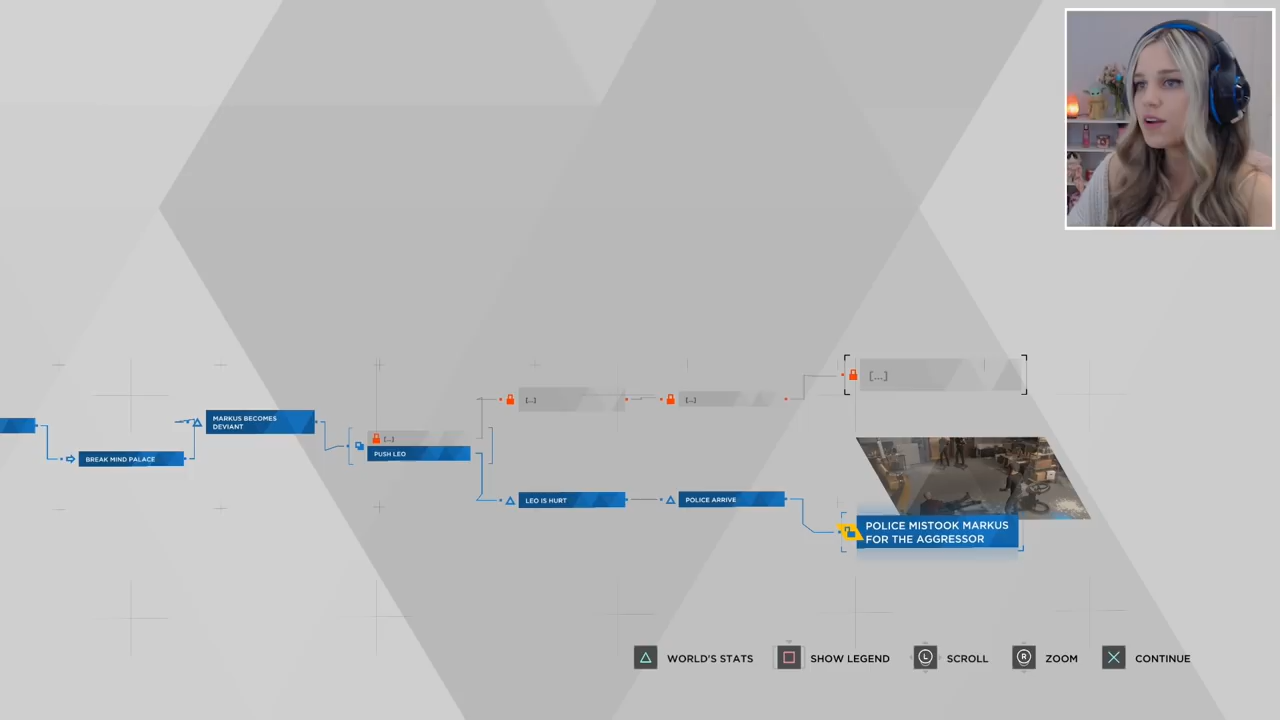 [...]
[...]
[...]
MARKUS BECOMES
DEVIANT
[...]
PUSH LEO
BREAK MIND PALACE
LEO IS HURT
POLICE ARRIVE
POLICE MISTOOK MARKUS
FOR THE AGGRESSOR
WORLD'S STATS
SHOW LEGEND
L
SCROLL
R
ZOOM
CONTINUE